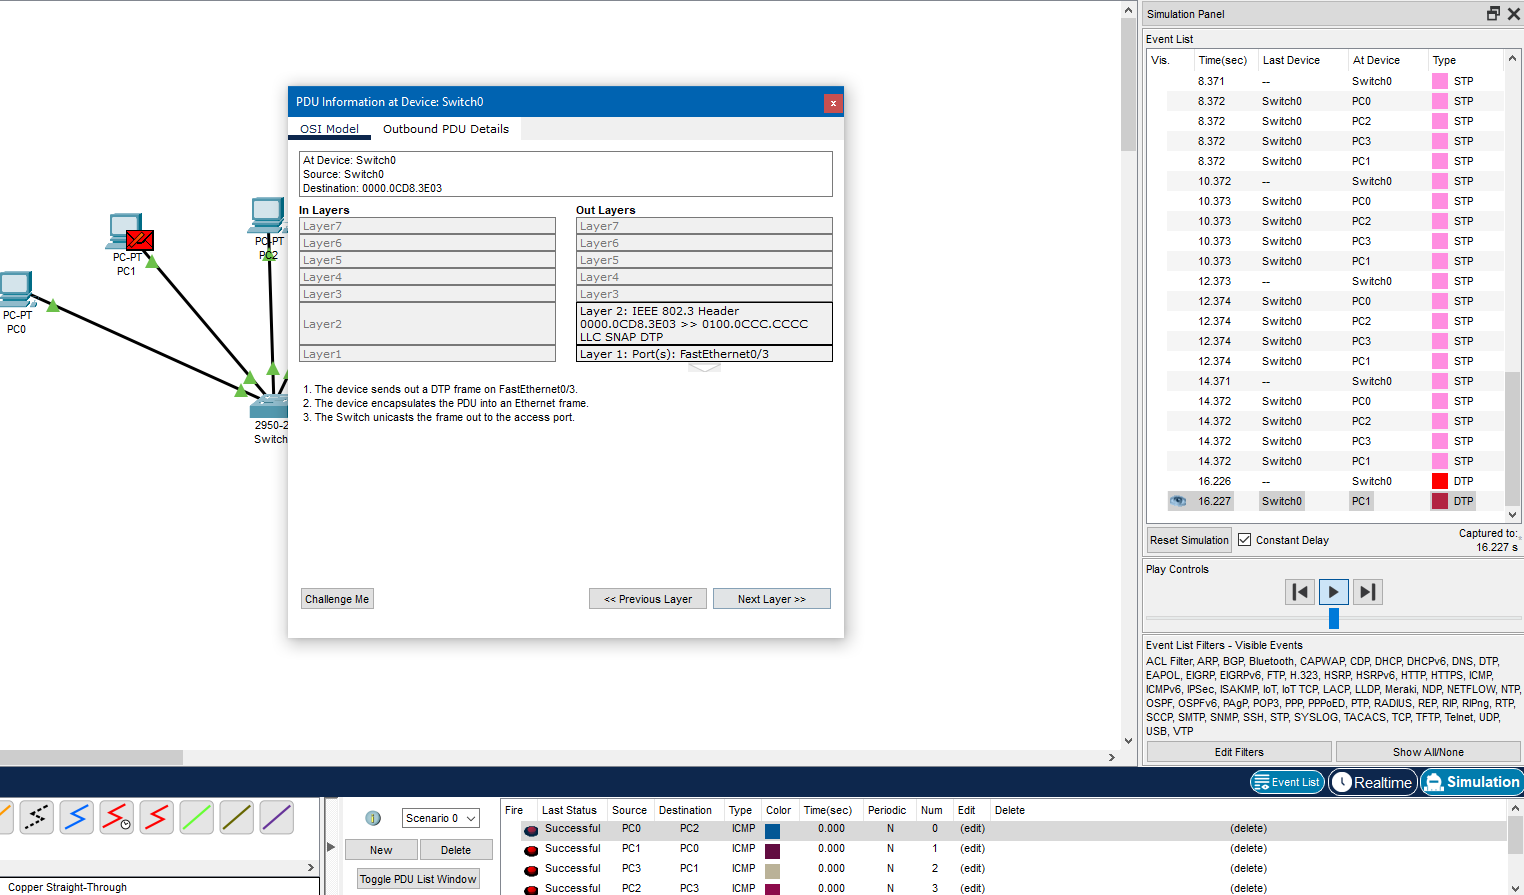 PC-PT
PC1
PC-PT
PC2
PC-PT
PC0
2950-2
Switch
PDU Information at Device: Switch0
x
OSI Model
Outbound PDU Details
At Device: Switch0
Source: Switch0
Destination: 0000.0CD8.3E03
In Layers
Layer7
Layer6
Layer5
Layer4
Layer3
Layer2
Layer1
Out Layers
Layer7
Layer6
Layer5
Layer4
Layer3
Layer 2: IEEE 802.3 Header
0000.0CD8.3E03 >> 0100.0CCC.CCCC
LLC SNAP DTP
Layer 1: Port(s): FastEthernet0/3
1. The device sends out a DTP frame on FastEthernet0/3.
2. The device encapsulates the PDU into an Ethernet frame.
3. The Switch unicasts the frame out to the access port.
Challenge Me
<< Previous Layer
Next Layer >>
Simulation Panel
Event List
Vis. Time(sec) Last Device At Device Type
8.371 -- Switch0 STP
8.372 Switch0 PC0 STP
8.372 Switch0 PC2 STP
8.372 Switch0 PC3 STP
8.372 Switch0 PC1 STP
10.372 -- Switch0 STP
10.373 Switch0 PC0 STP
10.373 Switch0 PC2 STP
10.373 Switch0 PC3 STP
10.373 Switch0 PC1 STP
12.373 -- Switch0 STP
12.374 Switch0 PC0 STP
12.374 Switch0 PC2 STP
12.374 Switch0 PC3 STP
12.374 Switch0 PC1 STP
14.371 -- Switch0 STP
14.372 Switch0 PC0 STP
14.372 Switch0 PC2 STP
14.372 Switch0 PC3 STP
14.372 Switch0 PC1 STP
16.226 -- Switch0 DTP
16.227 Switch0 PC1 DTP
Reset Simulation
Constant Delay
Captured to:
16.227 s
Play Controls
Event List Filters - Visible Events
ACL Filter, ARP, BGP, Bluetooth, CAPWAP, CDP, DHCP, DHCPv6, DNS, DTP,
EAPOL, EIGRP, EIGRPv6, FTP, H.323, HSRP, HSRPv6, HTTP, HTTPS, ICMP,
ICMPv6, IPSec, ISAKMP, IoT, IoT TCP, LACP, LLDP, Meraki, NDP, NETFLOW, NTP,
OSPF, OSPFv6, PAgP, POP3, PPP, PPPoED, PTP, RADIUS, REP, RIP, RIPng, RTP,
SCCP, SMTP, SNMP, SSH, STP, SYSLOG, TACACS, TCP, TFTP, Telnet, UDP,
USB, VTP
Edit Filters
Show All/None
Event List
Realtime
Simulation
Copper Straight-Through
Scenario 0
New
Delete
Toggle PDU List Window
Fire Last Status Source Destination Type Color Time(sec) Periodic Num Edit Delete
Successful PC0 PC2 ICMP 0.000 N 0 (edit) (delete)
Successful PC1 PC0 ICMP 0.000 N 1 (edit) (delete)
Successful PC3 PC1 ICMP 0.000 N 2 (edit) (delete)
Successful PC2 PC3 ICMP 0.000 N 3 (edit) (delete)